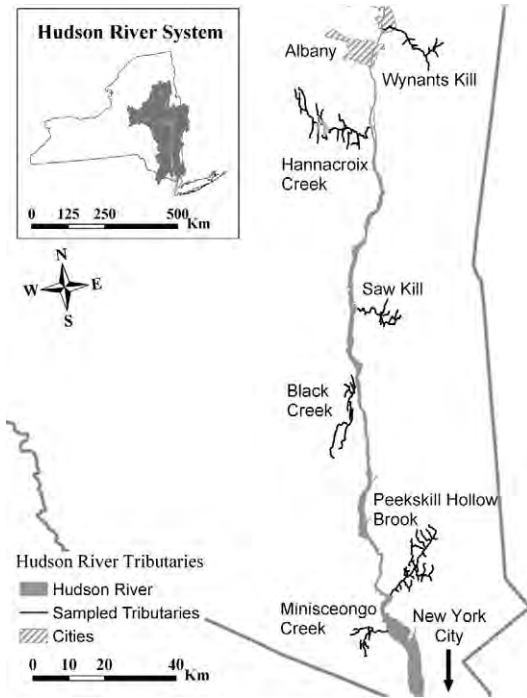 Hudson River System
0 125 250 500
Km
N
W E
S
Albany
Wynants Kill
Hannacroix
Creek
Saw Kill
Black
Creek
Peekskill Hollow
Brook
Minisceongo
Creek
New York
City
Hudson River Tributaries
Hudson River
Sampled Tributaries
Cities
0 10 20 40
Km